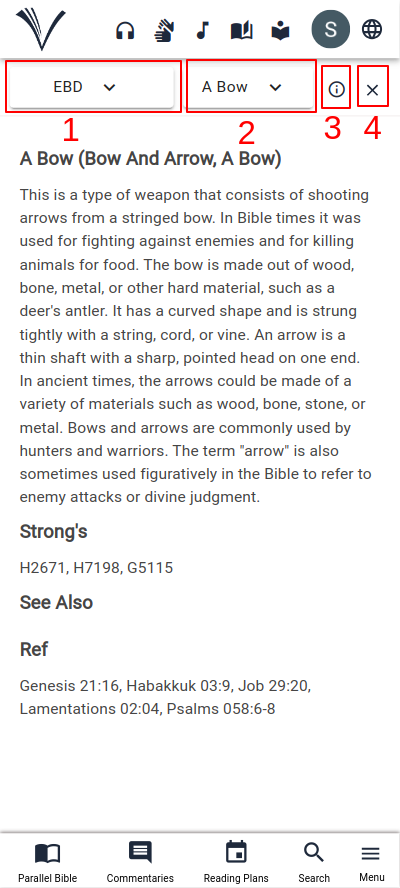 S
EBD
A Bow
1
2
3
4
A Bow (Bow And Arrow, A Bow)
This is a type of weapon that consists of shooting
arrows from a stringed bow. In Bible times it was
used for fighting against enemies and for killing
animals for food. The bow is made out of wood,
bone, metal, or other hard material, such as a
deer's antler. It has a curved shape and is strung
tightly with a string, cord, or vine. An arrow is a
thin shaft with a sharp, pointed head on one end.
In ancient times, the arrows could be made of a
variety of materials such as wood, bone, stone, or
metal. Bows and arrows are commonly used by
hunters and warriors. The term "arrow" is also
sometimes used figuratively in the Bible to refer to
enemy attacks or divine judgment.
Strong's
H2671, H7198, G5115
See Also
Ref
Genesis 21:16, Habakkuk 03:9, Job 29:20,
Lamentations 02:04, Psalms 058:6-8
Parallel Bible
Commentaries
Reading Plans
Search
Menu